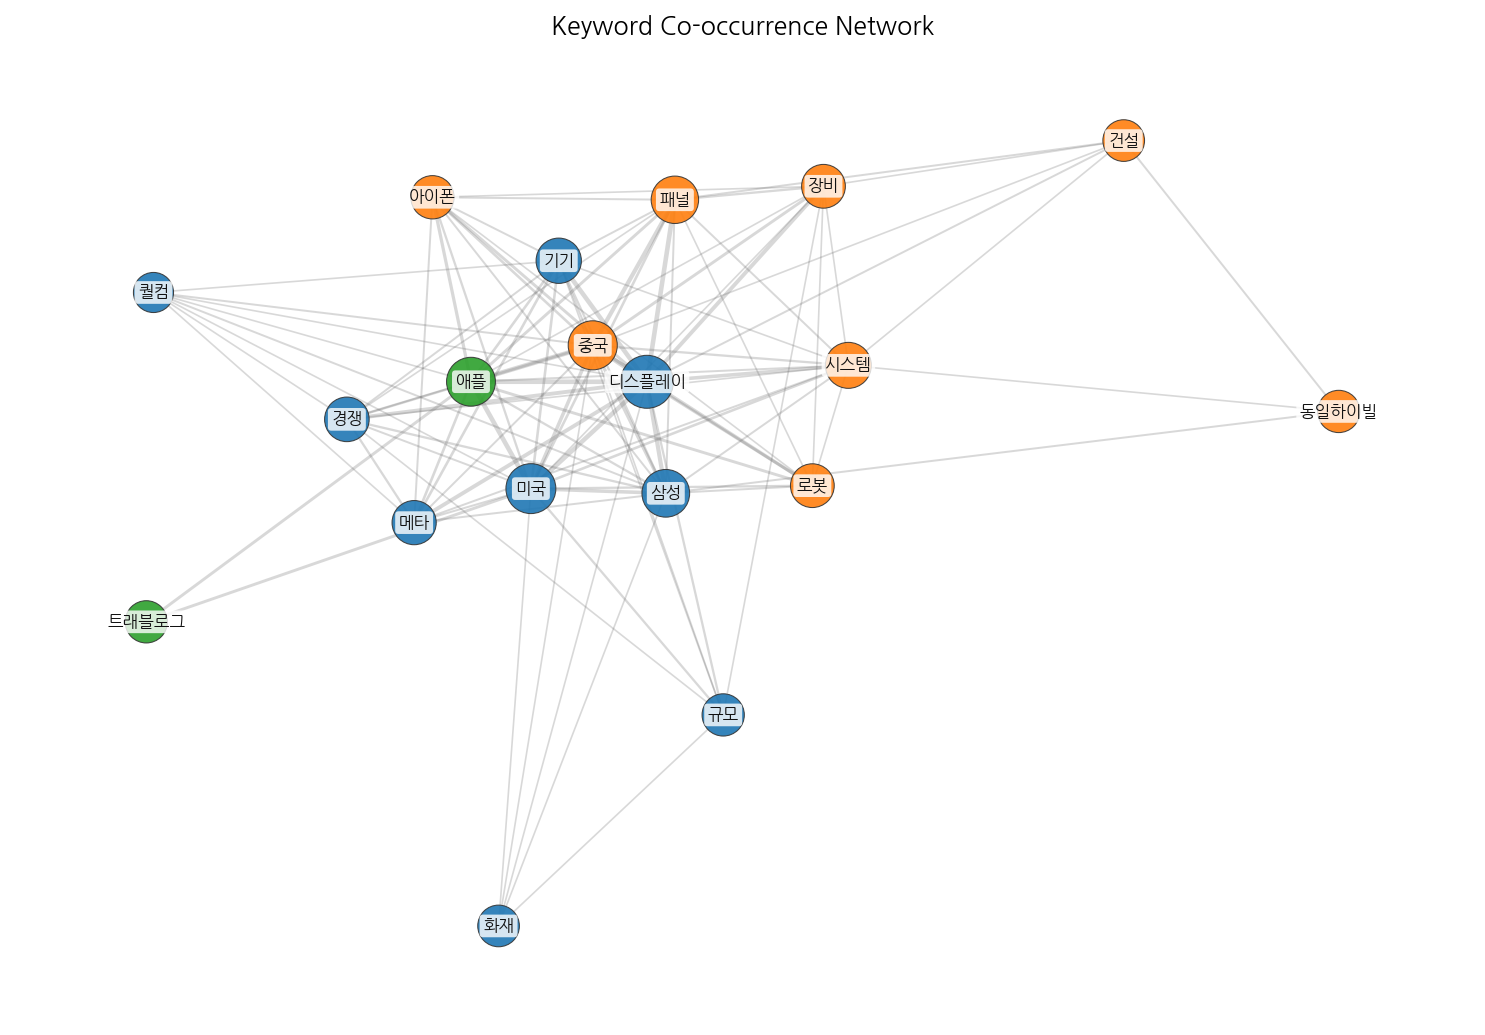 Keyword Co-occurrence Network
건설
장비
아이폰
패널
기기
퀄컴
중국
시스템
애플
디스플레이
동일하이빌
경쟁
로봇
미국
삼성
메타
트래블로그
규모
화재